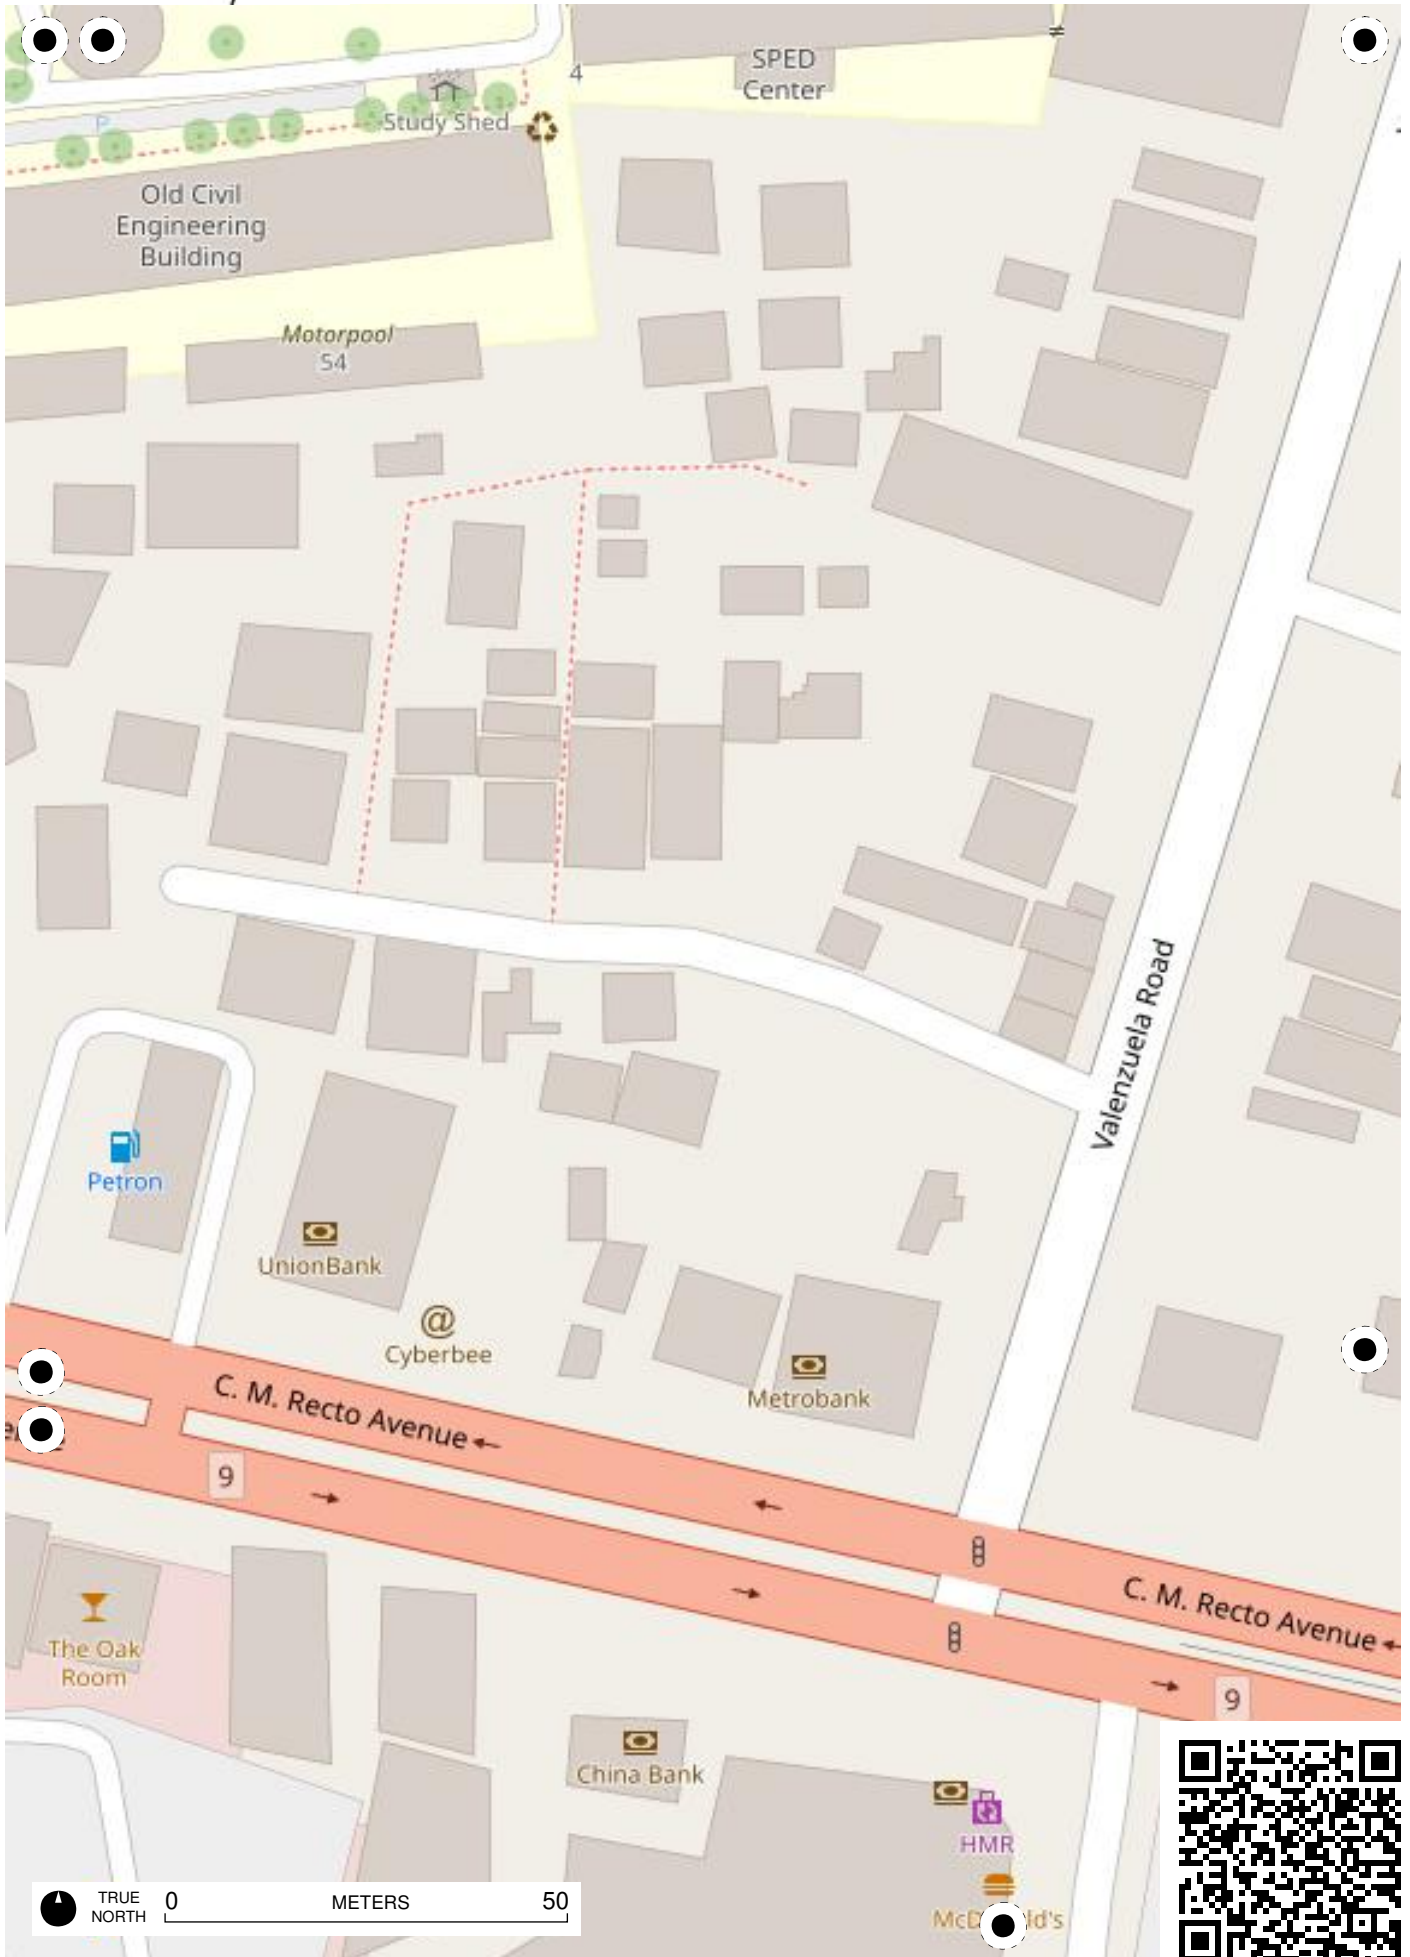 SPED
Center
4
Study Shed
P
Old Civil
Engineering
Building
Motorpool
54
Valenzuela Road
Petron
UnionBank
@
Cyberbee
Metrobank
C. M. Recto Avenue
9
C. M. Recto Avenue
9
The Oak
Room
China Bank
HMR
TRUE
NORTH
0 METERS 50